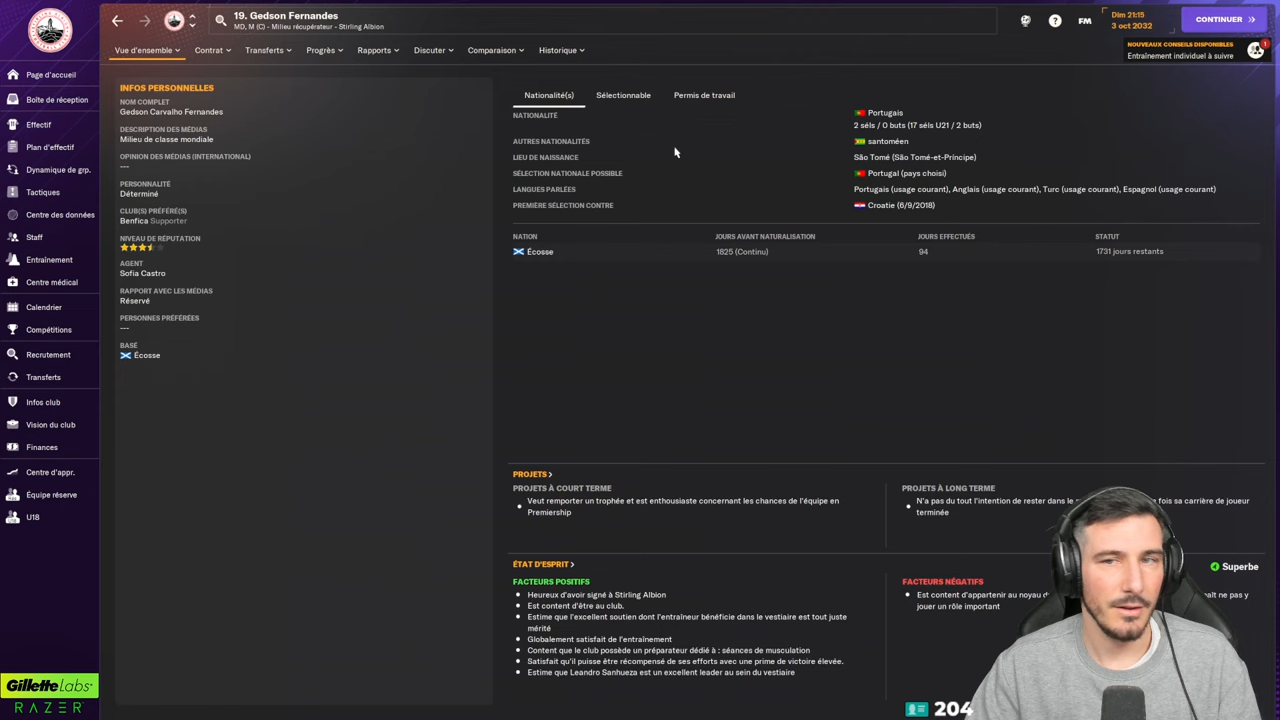 19. Gedson Fernandes
MD, M (C) - Milieu récupérateur - Stirling Albion
FM
Dim 21:15
3 oct 2032
CONTINUER
Vue d'ensemble
Contrat
Transferts
Progrès
Rapports
Discuter
Comparaison
Historique
NOUVEAUX CONSEILS DISPONIBLES
Entraînement individuel à suivre
1
Page d'accueil
Boîte de réception
Effectif
Plan d'effectif
Dynamique de grp.
Tactiques
Centre des données
Staff
Entraînement
Centre médical
Calendrier
Compétitions
Recrutement
Transferts
Infos club
Vision du club
Finances
Centre d'appr.
Équipe réserve
U18
Gillette Labs
RAZER
INFOS PERSONNELLES
NOM COMPLET
Gedson Carvalho Fernandes
DESCRIPTION DES MÉDIAS
Milieu de classe mondiale
OPINION DES MÉDIAS (INTERNATIONAL)
---
PERSONNALITÉ
Déterminé
CLUB(S) PRÉFÉRÉ(S)
Benfica Supporter
NIVEAU DE RÉPUTATION
AGENT
Sofia Castro
RAPPORT AVEC LES MÉDIAS
Réservé
PERSONNES PRÉFÉRÉES
---
BASÉ
Écosse
Nationalité(s)
Sélectionnable
Permis de travail
NATIONALITÉ
Portugais
2 séls / 0 buts (17 séls U21 / 2 buts)
AUTRES NATIONALITÉS
santoméen
LIEU DE NAISSANCE
São Tomé (São Tomé-et-Príncipe)
SÉLECTION NATIONALE POSSIBLE
Portugal (pays choisi)
LANGUES PARLÉES
Portugais (usage courant), Anglais (usage courant), Turc (usage courant), Espagnol (usage courant)
PREMIÈRE SÉLECTION CONTRE
Croatie (6/9/2018)
NATION
JOURS AVANT NATURALISATION
JOURS EFFECTUÉS
STATUT
Écosse
1825 (Continu)
94
1731 jours restants
PROJETS
PROJETS À COURT TERME
Veut remporter un trophée et est enthousiaste concernant les chances de l'équipe en
Premiership
PROJETS À LONG TERME
N'a pas du tout l'intention de rester dans le fois sa carrière de joueur
terminée
ÉTAT D'ESPRIT
Superbe
FACTEURS POSITIFS
Heureux d'avoir signé à Stirling Albion
Est content d'être au club.
Estime que l'excellent soutien dont l'entraîneur bénéficie dans le vestiaire est tout juste
mérité
Globalement satisfait de l'entraînement
Content que le club possède un préparateur dédié à : séances de musculation
Satisfait qu'il puisse être récompensé de ses efforts avec une prime de victoire élevée.
Estime que Leandro Sanhueza est un excellent leader au sein du vestiaire
FACTEURS NÉGATIFS
Est content d'appartenir au noyau ne pas y
jouer un rôle important
204